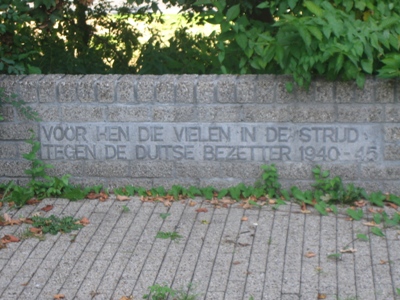 VOOR HEN DIE VIELEN IN DE STRIJD
TEGEN DE DUITSE BEZETTER 1940-45